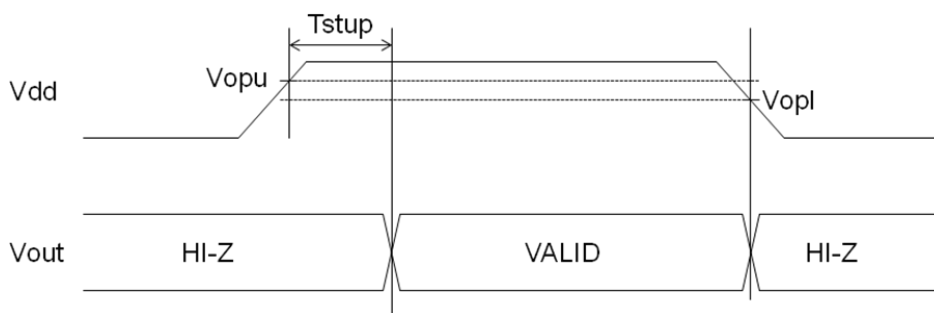 Tstup
Vopu
Vdd
Vopl
Vout
HI-Z
VALID
HI-Z